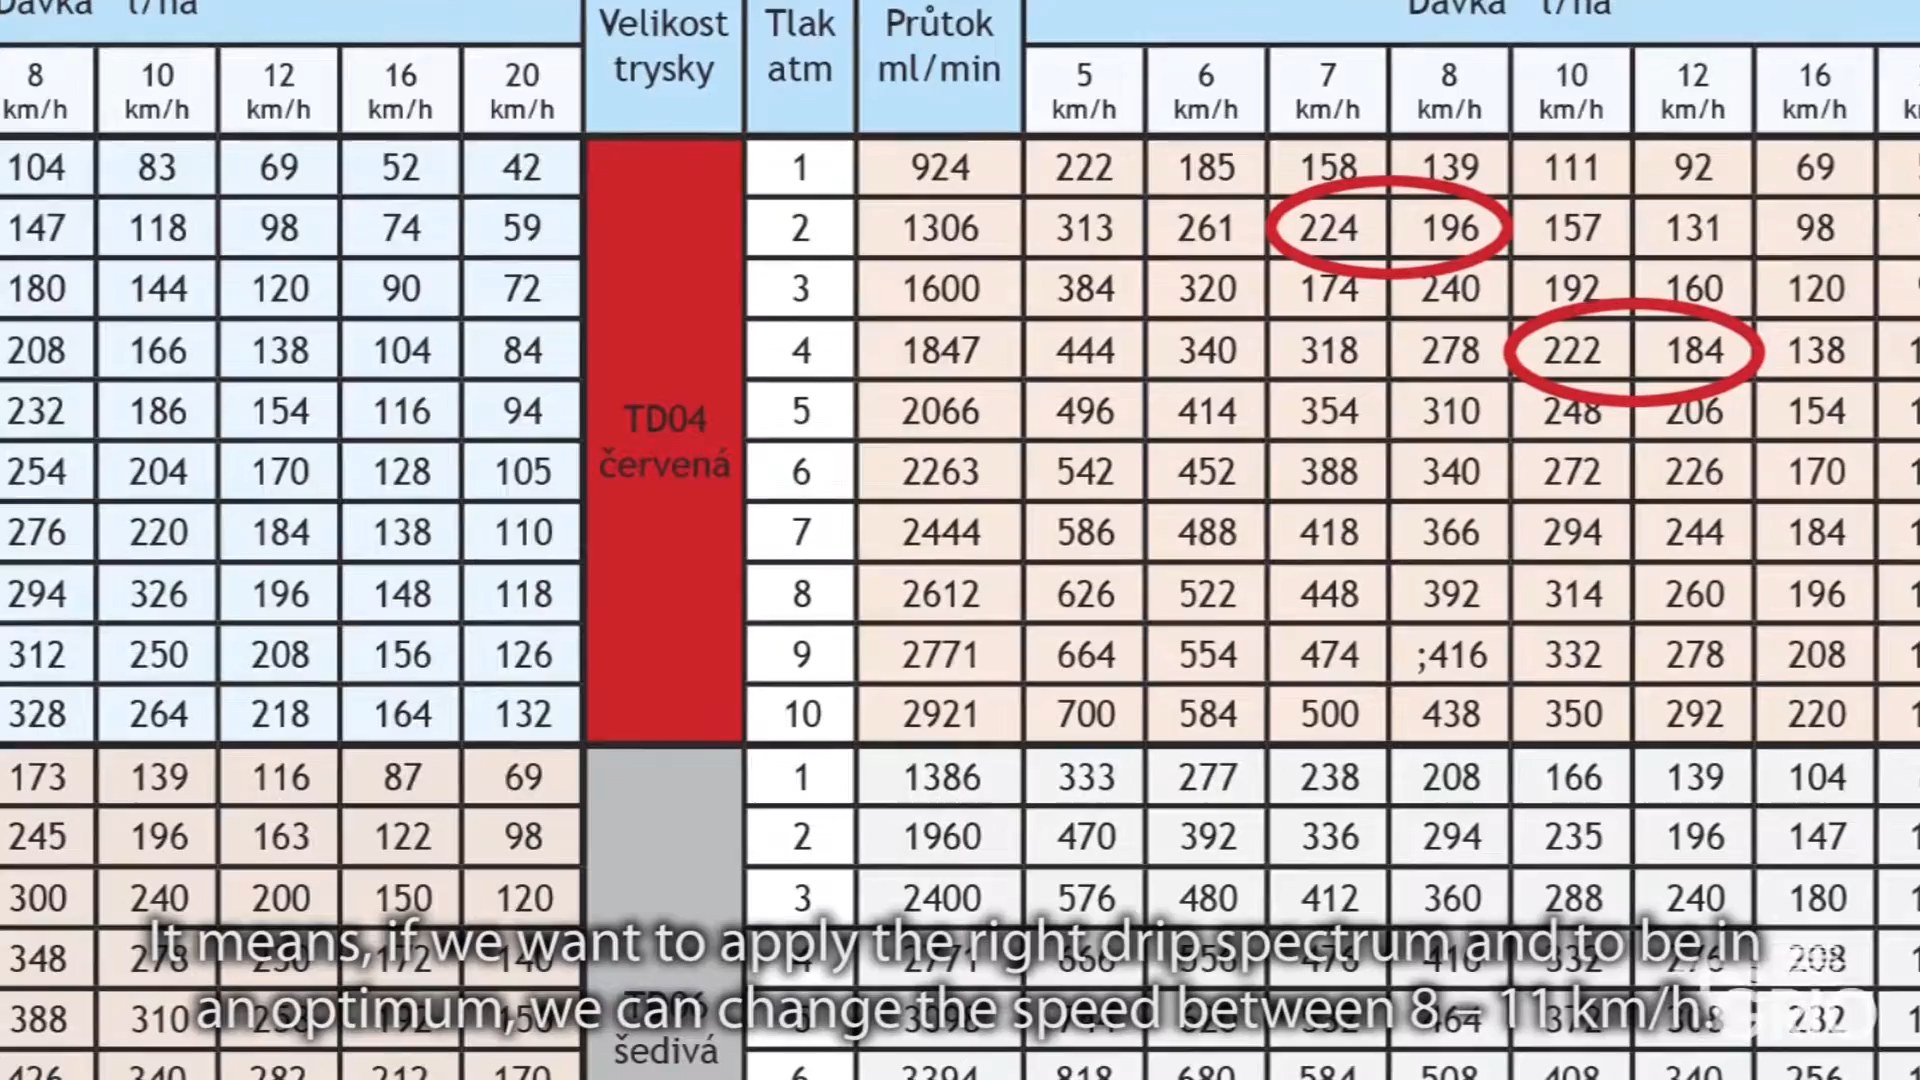 Velikost Tlak Průtok
trysky atm ml/min
8 10 12 16 20 5 6 7 8 10 12 16
km/h km/h km/h km/h km/h km/h km/h km/h km/h km/h km/h km/h
104 83 69 52 42 1 924 222 185 158 139 111 92 69
147 118 98 74 59 2 1306 313 261 224 196 157 131 98
180 144 120 90 72 3 1600 384 320 174 240 192 160 120
208 166 138 104 84 4 1847 444 340 318 278 222 184 138
232 186 154 116 94 TD04 5 2066 496 414 354 310 248 206 154
254 204 170 128 105 červená 6 2263 542 452 388 340 272 226 170
276 220 184 138 110 7 2444 586 488 418 366 294 244 184
294 326 196 148 118 8 2612 626 522 448 392 314 260 196
312 250 208 156 126 9 2771 664 554 474 ;416 332 278 208
328 264 218 164 132 10 2921 700 584 500 438 350 292 220
173 139 116 87 69 1 1386 333 277 238 208 166 139 104
245 196 163 122 98 2 1960 470 392 336 294 235 196 147
300 240 200 150 120 3 2400 576 480 412 360 288 240 180
348 208
It means, if we want to apply the right drip spectrum and to be in
388 310 TD06 232
an optimum, we can change the speed between 8 – 11 km/h.
šedivá